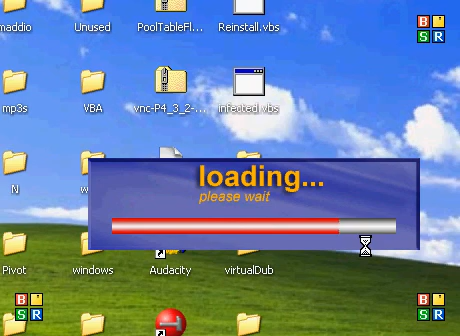 maddio Unused PoolTableFl... Reinstall.vbs
B
S R
mp3s VBA vnc-P4_3_2-... infected.vbs
loading...
please wait
N
Pivot windows Audacity virtualDub
B B
S R S R